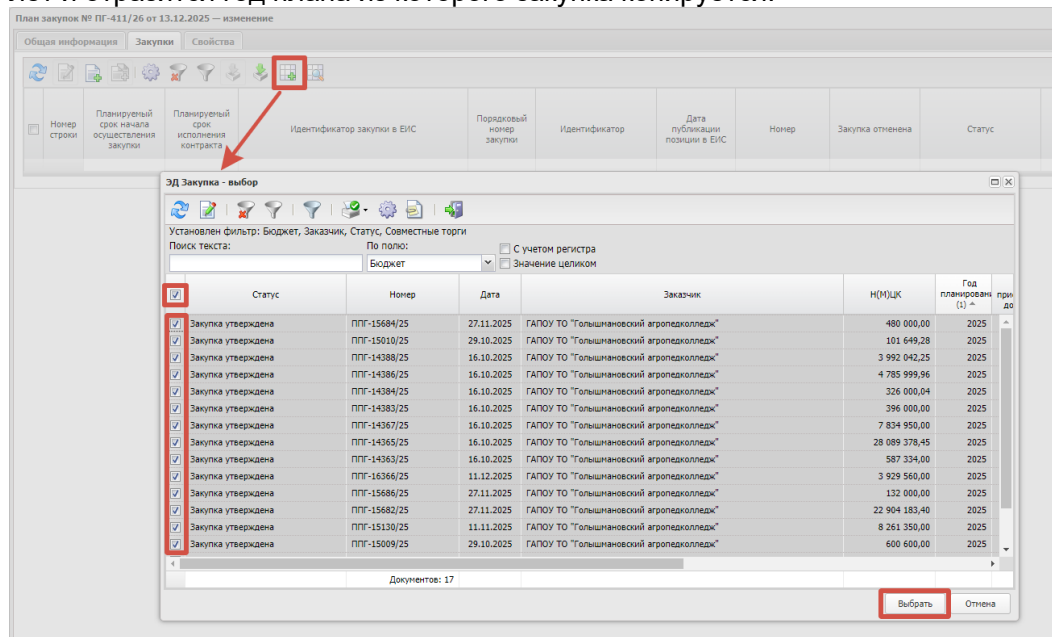 План закупок № ПГ-411/26 от 13.12.2025 — изменение
Общая информация Закупки Свойства
Номер строки Планируемый срок начала осуществления закупки Планируемый срок исполнения контракта Идентификатор закупки в ЕИС Порядковый номер закупки Идентификатор Дата публикации позиции в ЕИС Номер Закупка отменена Статус
ЭД Закупка - выбор
Установлен фильтр: Бюджет, Заказчик, Статус, Совместные торги
Поиск текста: По полю: С учетом регистра
Бюджет Значение целиком
Статус Номер Дата Заказчик Н(М)ЦК Год планировани (1)
Закупка утверждена ППГ-15684/25 27.11.2025 ГАПОУ ТО "Голышмановский агропедколледж" 480 000,00 2025
Закупка утверждена ППГ-15010/25 29.10.2025 ГАПОУ ТО "Голышмановский агропедколледж" 101 649,28 2025
Закупка утверждена ППГ-14388/25 16.10.2025 ГАПОУ ТО "Голышмановский агропедколледж" 3 992 042,25 2025
Закупка утверждена ППГ-14386/25 16.10.2025 ГАПОУ ТО "Голышмановский агропедколледж" 4 785 999,96 2025
Закупка утверждена ППГ-14384/25 16.10.2025 ГАПОУ ТО "Голышмановский агропедколледж" 326 000,04 2025
Закупка утверждена ППГ-14383/25 16.10.2025 ГАПОУ ТО "Голышмановский агропедколледж" 396 000,00 2025
Закупка утверждена ППГ-14367/25 16.10.2025 ГАПОУ ТО "Голышмановский агропедколледж" 7 834 950,00 2025
Закупка утверждена ППГ-14365/25 16.10.2025 ГАПОУ ТО "Голышмановский агропедколледж" 28 089 378,45 2025
Закупка утверждена ППГ-14363/25 16.10.2025 ГАПОУ ТО "Голышмановский агропедколледж" 587 334,00 2025
Закупка утверждена ППГ-16366/25 11.12.2025 ГАПОУ ТО "Голышмановский агропедколледж" 3 929 560,00 2025
Закупка утверждена ППГ-15686/25 27.11.2025 ГАПОУ ТО "Голышмановский агропедколледж" 132 000,00 2025
Закупка утверждена ППГ-15682/25 27.11.2025 ГАПОУ ТО "Голышмановский агропедколледж" 22 904 183,40 2025
Закупка утверждена ППГ-15130/25 11.11.2025 ГАПОУ ТО "Голышмановский агропедколледж" 8 261 350,00 2025
Закупка утверждена ППГ-15009/25 29.10.2025 ГАПОУ ТО "Голышмановский агропедколледж" 600 600,00 2025
Документов: 17
Выбрать Отмена